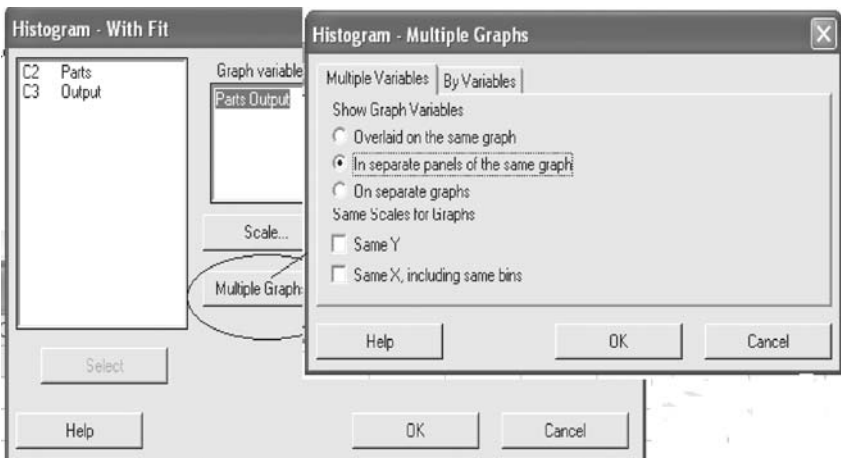 Histogram - With Fit
C2 Parts
C3 Output
Graph variable
Parts Output
Scale...
Multiple Graph
Select
Help
OK
Cancel
Histogram - Multiple Graphs
Multiple Variables
By Variables
Show Graph Variables
Overlaid on the same graph
In separate panels of the same graph
On separate graphs
Same Scales for Graphs
Same Y
Same X, including same bins
Help
OK
Cancel